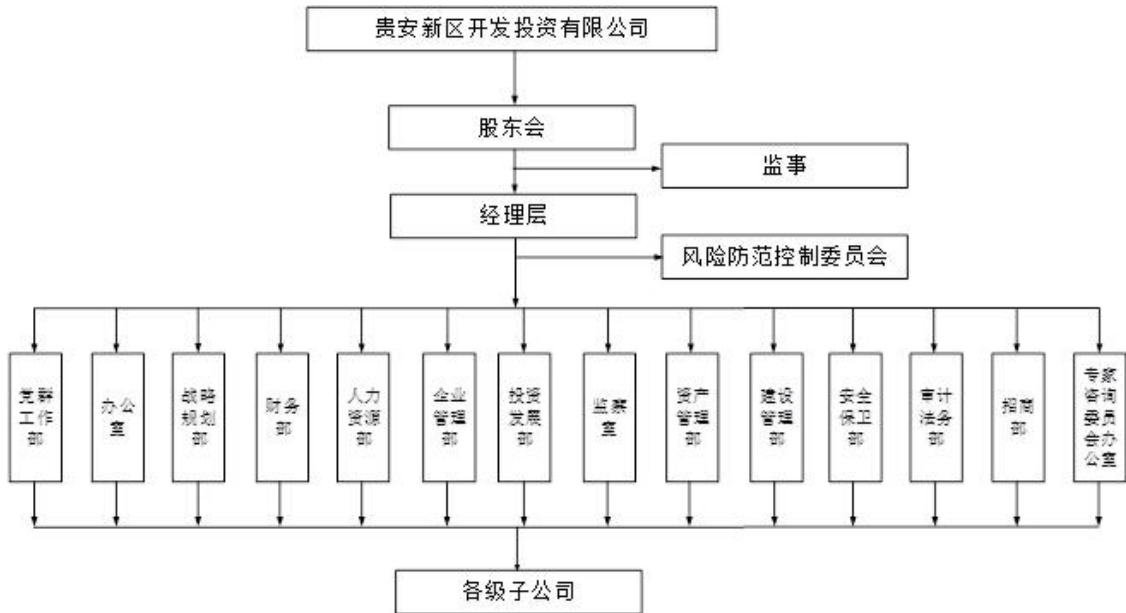 贵安新区开发投资有限公司
股东会
监事
经理层
风险防范控制委员会
党群
工作
部
办公
室
战略
规划
部
财务
部
人力
资源
部
企业
管理
部
投资
发展
部
监察
室
资产
管理
部
建设
管理
部
安全
保卫
部
审计
法务
部
招商
部
专家
咨询
委员
会办
公室
各级子公司